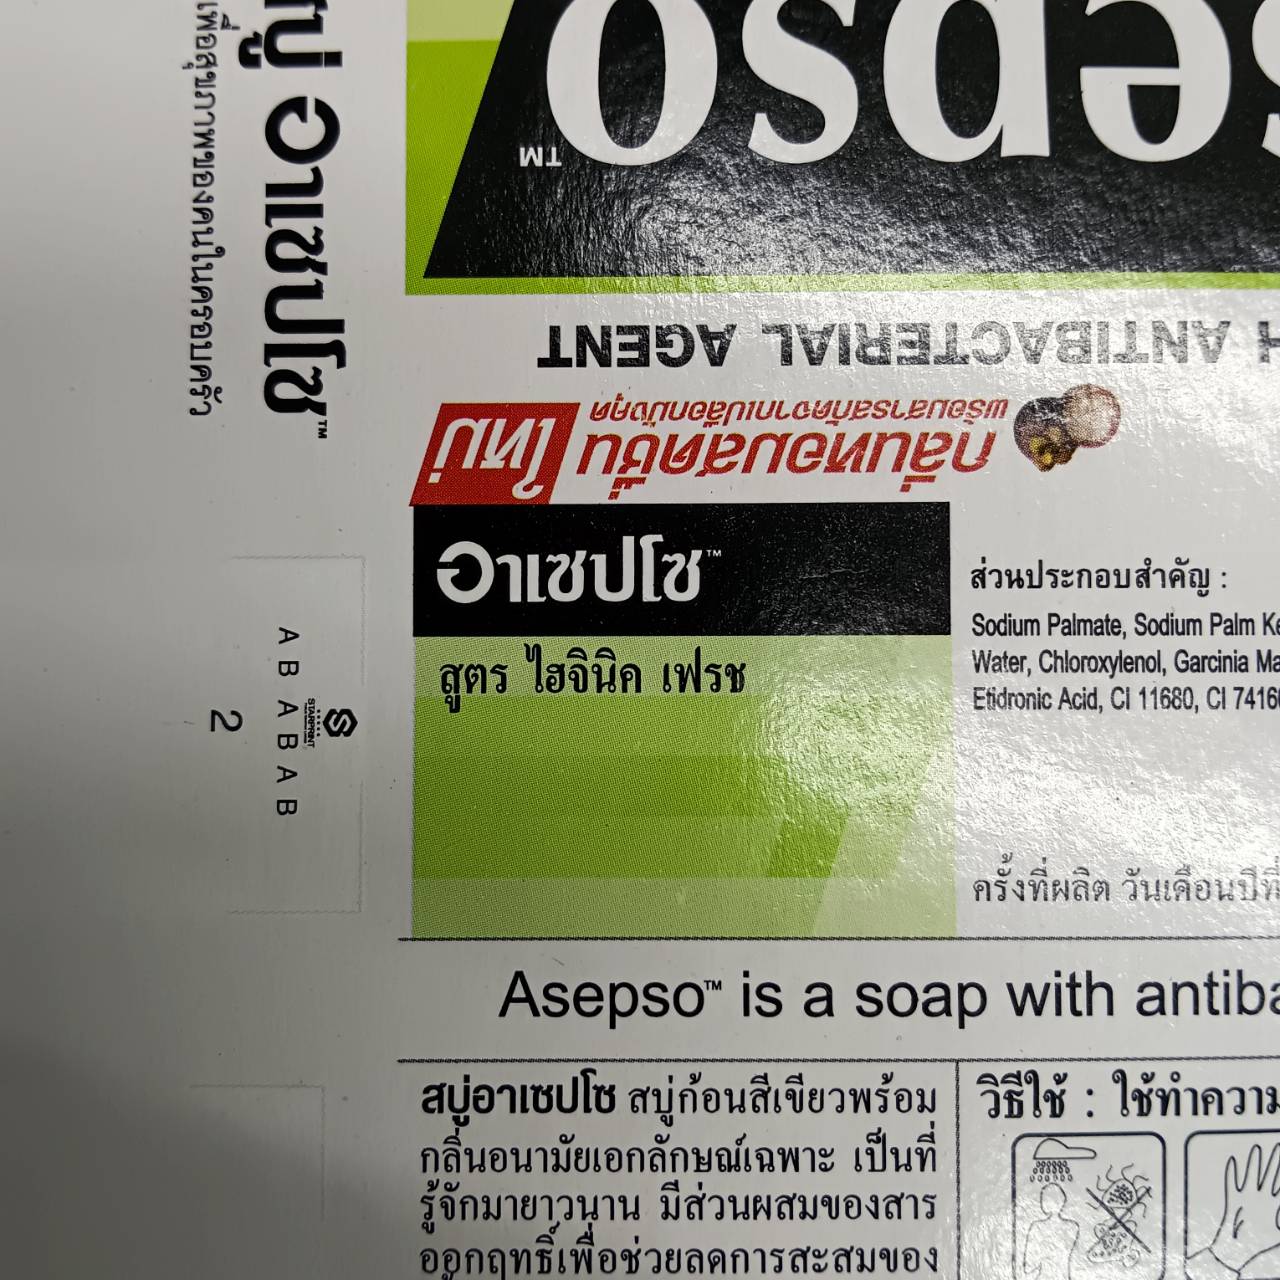 epso™
H ANTIBACTERIAL AGENT
พร้อมสารสกัดจากเปลือกมังคุด
กลิ่นหอมสดชื่น
ใหม่
อาเซปโซ™
สูตร ไฮจินิค เฟรช
ส่วนประกอบสำคัญ :
Sodium Palmate, Sodium Palm Ke
Water, Chloroxylenol, Garcinia Ma
Etidronic Acid, CI 11680, CI 7416
ครั้งที่ผลิต วันเดือนปีที่
Asepso™ is a soap with antiba
สบู่อาเซปโซ สบู่ก้อนสีเขียวพร้อม
กลิ่นอนามัยเอกลักษณ์เฉพาะ เป็นที่
รู้จักมายาวนาน มีส่วนผสมของสาร
ออกฤทธิ์เพื่อช่วยลดการสะสมของ
วิธีใช้ : ใช้ทำความ
สบู่ อาเซปโซ™
เพื่อสุขภาพของคนในครอบครัว
STARPRINT
A B A B A B
2